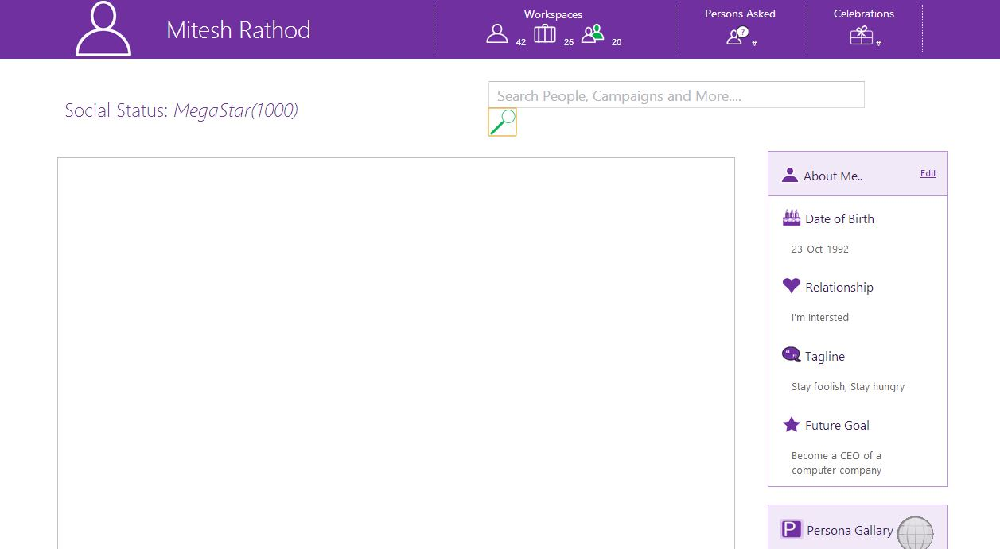 Mitesh Rathod
Workspaces
42 26 20
Persons Asked
?
#
Celebrations
#
Social Status: MegaStar(1000)
Search People, Campaigns and More....
About Me..
Edit
Date of Birth
23-Oct-1992
Relationship
I'm Intersted
Tagline
Stay foolish, Stay hungry
Future Goal
Become a CEO of a
computer company
P Persona Gallary